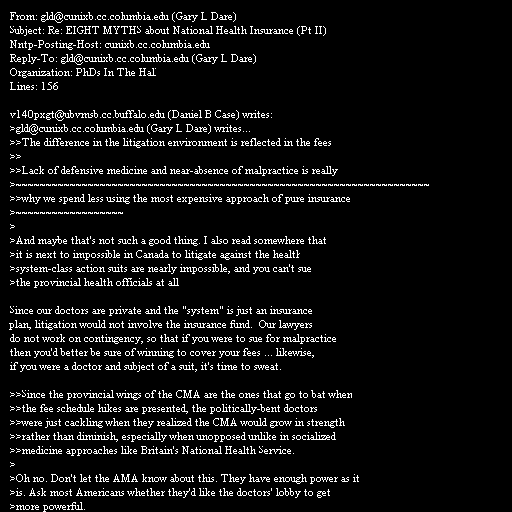 From: gld@cunixb.cc.columbia.edu (Gary L Dare)
Subject: Re: EIGHT MYTHS about National Health Insurance (Pt II)
Nntp-Posting-Host: cunixb.cc.columbia.edu
Reply-To: gld@cunixb.cc.columbia.edu (Gary L Dare)
Organization: PhDs In The Hall
Lines: 156

v140pxgt@ubvmsb.cc.buffalo.edu (Daniel B Case) writes:
>gld@cunixb.cc.columbia.edu (Gary L Dare) writes...
>>The difference in the litigation environment is reflected in the fees
>>
>>Lack of defensive medicine and near-absence of malpractice is really
>~~~~~~~~~~~~~~~~~~~~~~~~~~~~~~~~~~~~~~~~~~~~~~~~~~~~~~~~~~~~~~~~~~~~~
>>why we spend less using the most expensive approach of pure insurance
>~~~~~~~~~~~~~~~~~~
>
>And maybe that's not such a good thing. I also read somewhere that
>it is next to impossible in Canada to litigate against the health
>system-class action suits are nearly impossible, and you can't sue
>the provincial health officials at all

Since our doctors are private and the "system" is just an insurance
plan, litigation would not involve the insurance fund.  Our lawyers
do not work on contingency, so that if you were to sue for malpractice
then you'd better be sure of winning to cover your fees ... likewise,
if you were a doctor and subject of a suit, it's time to sweat.

>>Since the provincial wings of the CMA are the ones that go to bat when
>>the fee schedule hikes are presented, the politically-bent doctors
>>were just cackling when they realized the CMA would grow in strength
>>rather than diminish, especially when unopposed unlike in socialized
>>medicine approaches like Britain's National Health Service.
>
>Oh no. Don't let the AMA know about this. They have enough power as it
>is. Ask most Americans whether they'd like the doctors' lobby to get
>more powerful.